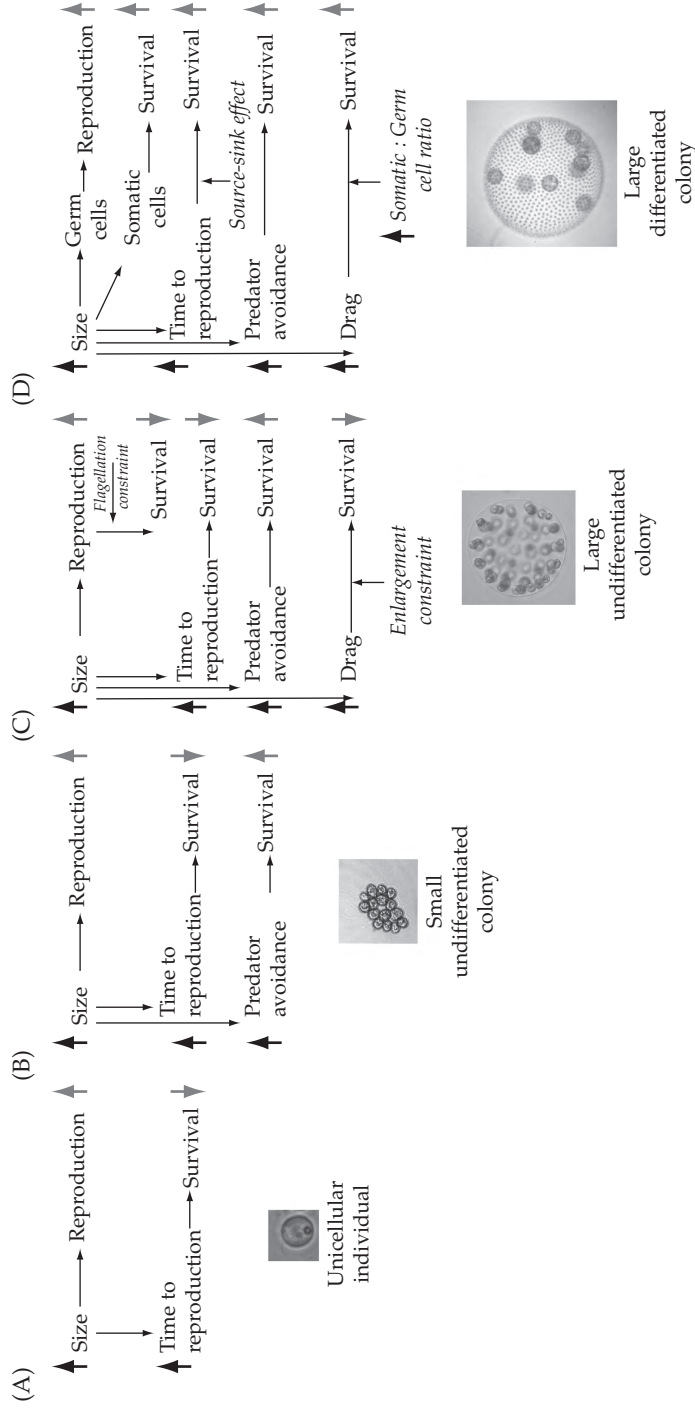 (A)
Size
Reproduction
Time to
reproduction
Survival
Unicellular
individual
(B)
Size
Reproduction
Time to
reproduction
Survival
Predator
avoidance
Survival
Small
undifferentiated
colony
(C)
Size
Reproduction
Flagellation
constraint
Survival
Time to
reproduction
Survival
Predator
avoidance
Survival
Drag
Survival
Enlargement
constraint
Large
undifferentiated
colony
(D)
Size
Germ
cells
Reproduction
Somatic
cells
Survival
Time to
reproduction
Survival
Source-sink effect
Predator
avoidance
Survival
Drag
Survival
Somatic : Germ
cell ratio
Large
differentiated
colony